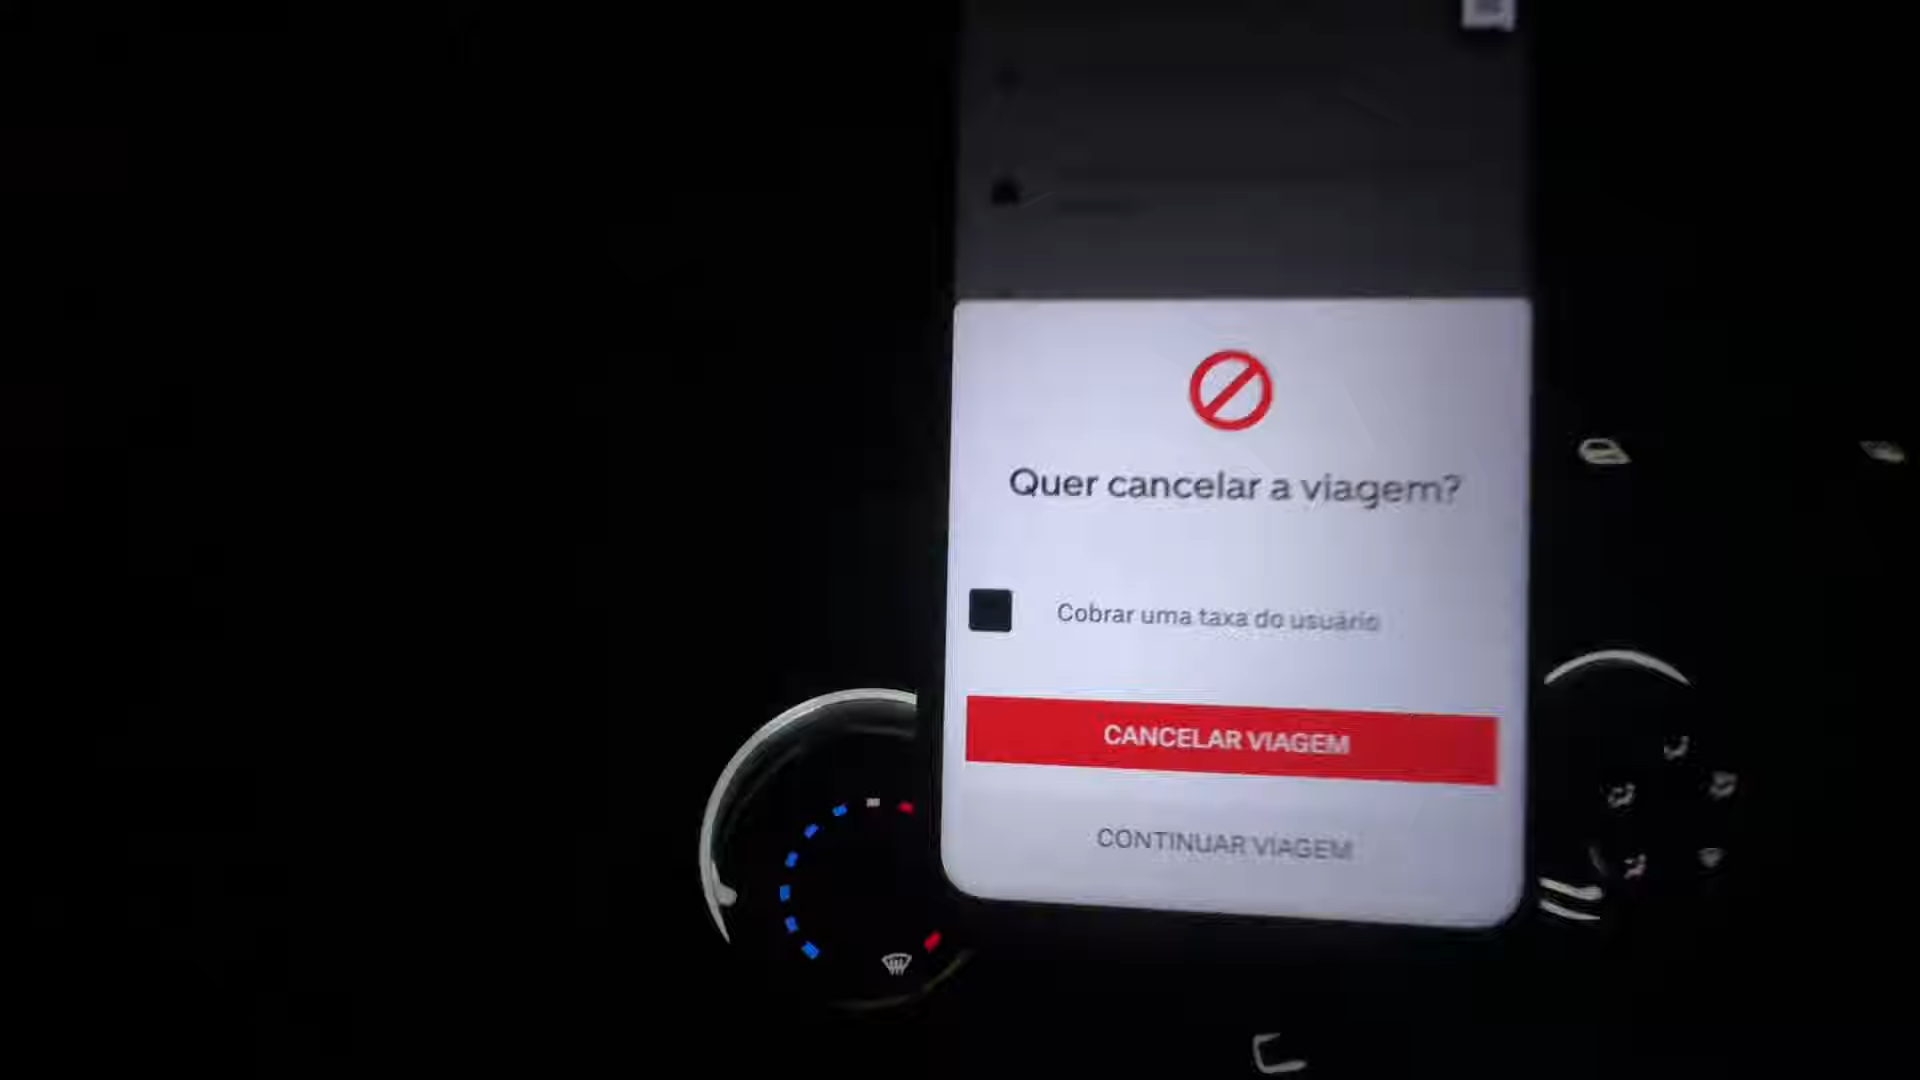 Quer cancelar a viagem?
Cobrar uma taxa do usuário
CANCELAR VIAGEM
CONTINUAR VIAGEM